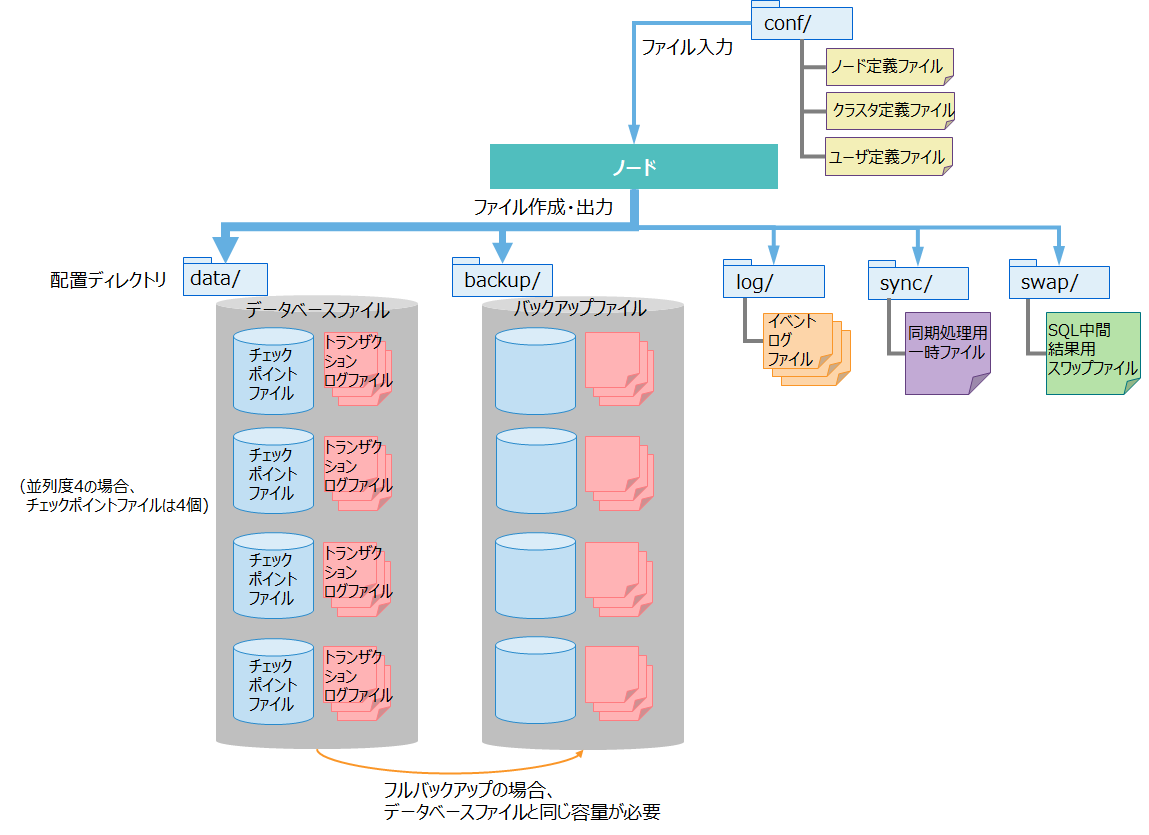 conf/
ファイル入力
ノード定義ファイル
クラスタ定義ファイル
ユーザ定義ファイル
ノード
ファイル作成・出力
配置ディレクトリ
data/
backup/
log/
sync/
swap/
データベースファイル
バックアップファイル
イベント
ログ
ファイル
同期処理用
一時ファイル
SQL中間
結果用
スワップファイル
チェック
ポイント
ファイル
トランザク
ション
ログファイル
チェック
ポイント
ファイル
トランザク
ション
ログファイル
(並列度4の場合、
チェックポイントファイルは4個)
チェック
ポイント
ファイル
トランザク
ション
ログファイル
チェック
ポイント
ファイル
トランザク
ション
ログファイル
フルバックアップの場合、
データベースファイルと同じ容量が必要